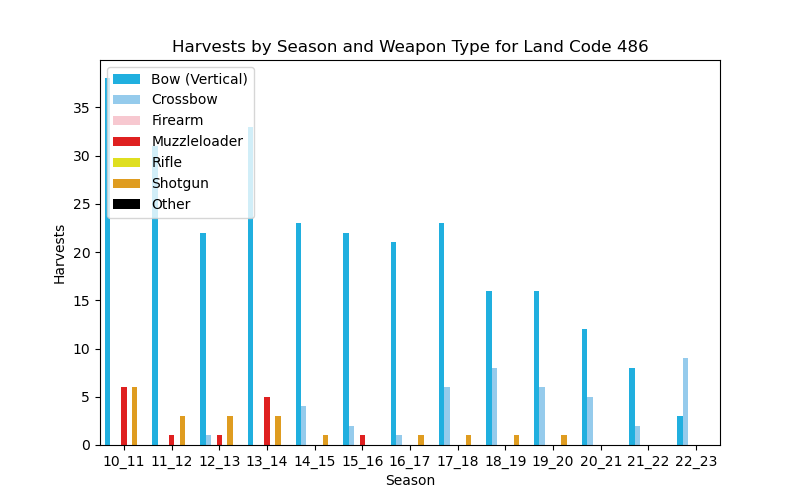 Harvests by Season and Weapon Type for Land Code 486
Bow (Vertical)
Crossbow
Firearm
Muzzleloader
Rifle
Shotgun
Other
Harvests
35
30
25
20
15
10
5
0
10_11 11_12 12_13 13_14 14_15 15_16 16_17 17_18 18_19 19_20 20_21 21_22 22_23
Season